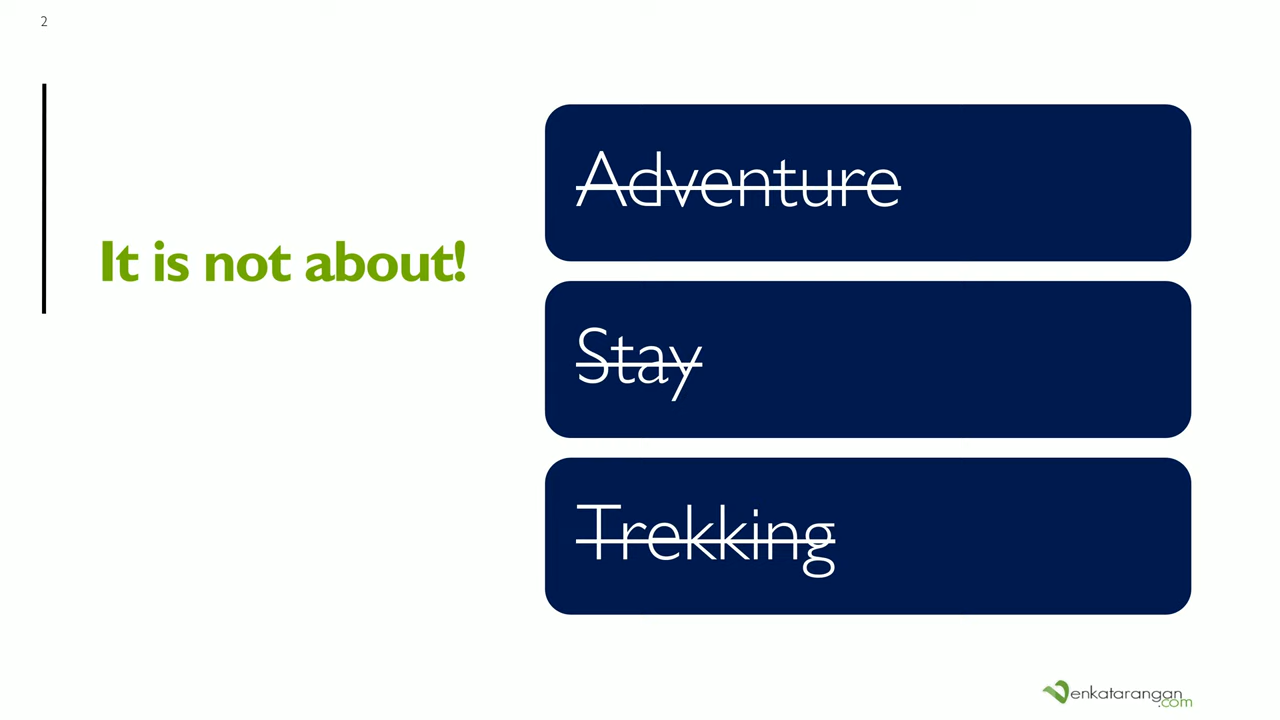 2
It is not about!
Adventure
Stay
Trekking
Venkatarangan
.com